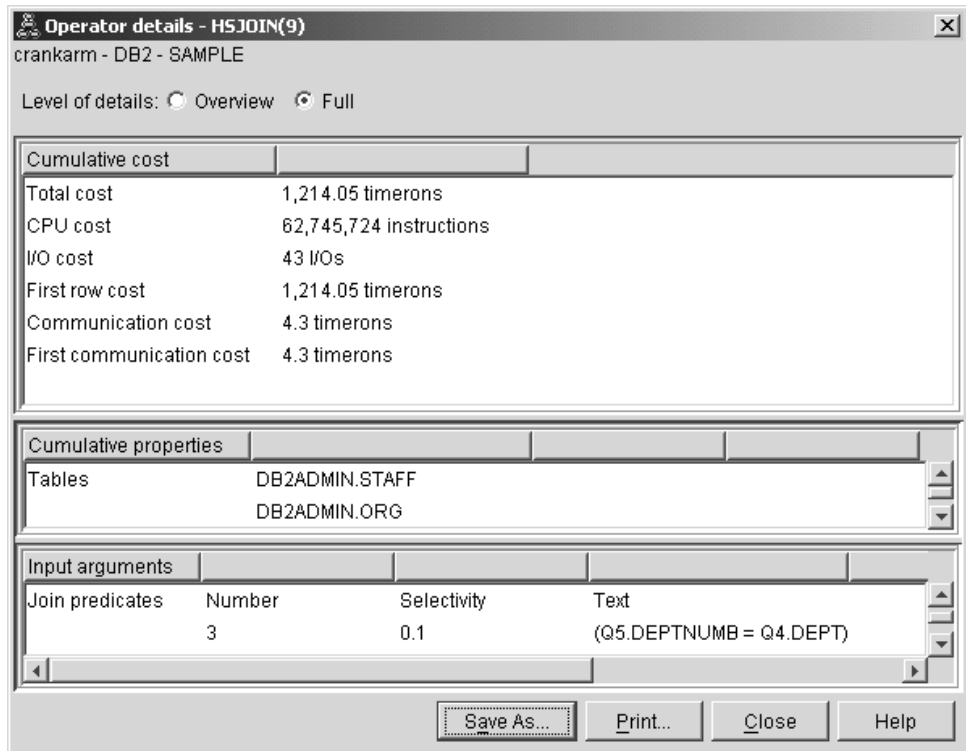 Operator details - HSJOIN(9)
crankarm - DB2 - SAMPLE
Level of details: Overview Full
Cumulative cost
Total cost 1,214.05 timerons
CPU cost 62,745,724 instructions
I/O cost 43 I/Os
First row cost 1,214.05 timerons
Communication cost 4.3 timerons
First communication cost 4.3 timerons
Cumulative properties
Tables DB2ADMIN.STAFF
DB2ADMIN.ORG
Input arguments
Join predicates Number Selectivity Text
3 0.1 (Q5.DEPTNUMB = Q4.DEPT)
Save As... Print... Close Help